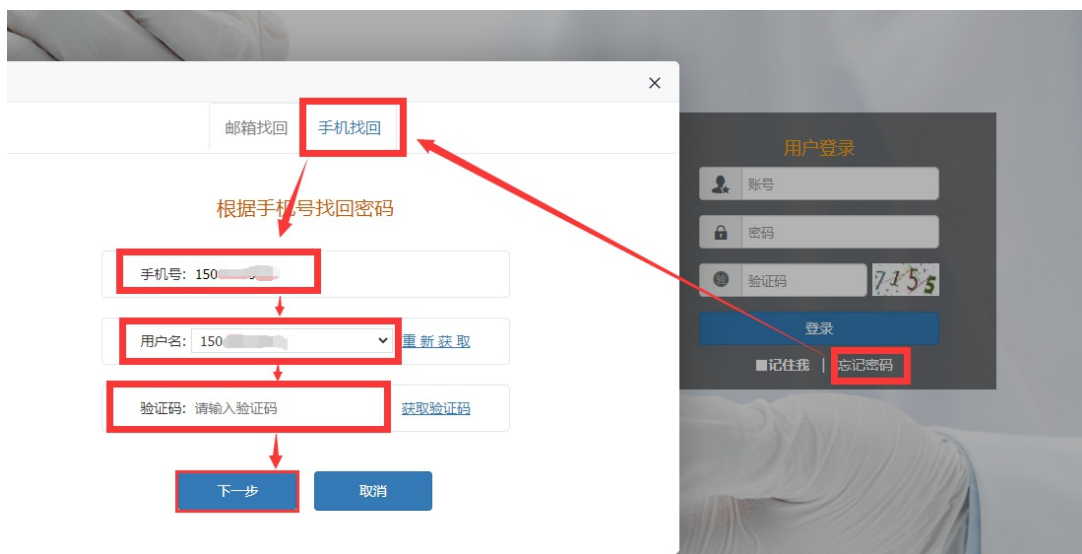 邮箱找回 手机找回
根据手机号找回密码
手机号: 150
用户名: 150 重新获取
验证码: 请输入验证码 获取验证码
下一步 取消
用户登录
账号
密码
验 验证码 7155
登录
记住我 | 忘记密码